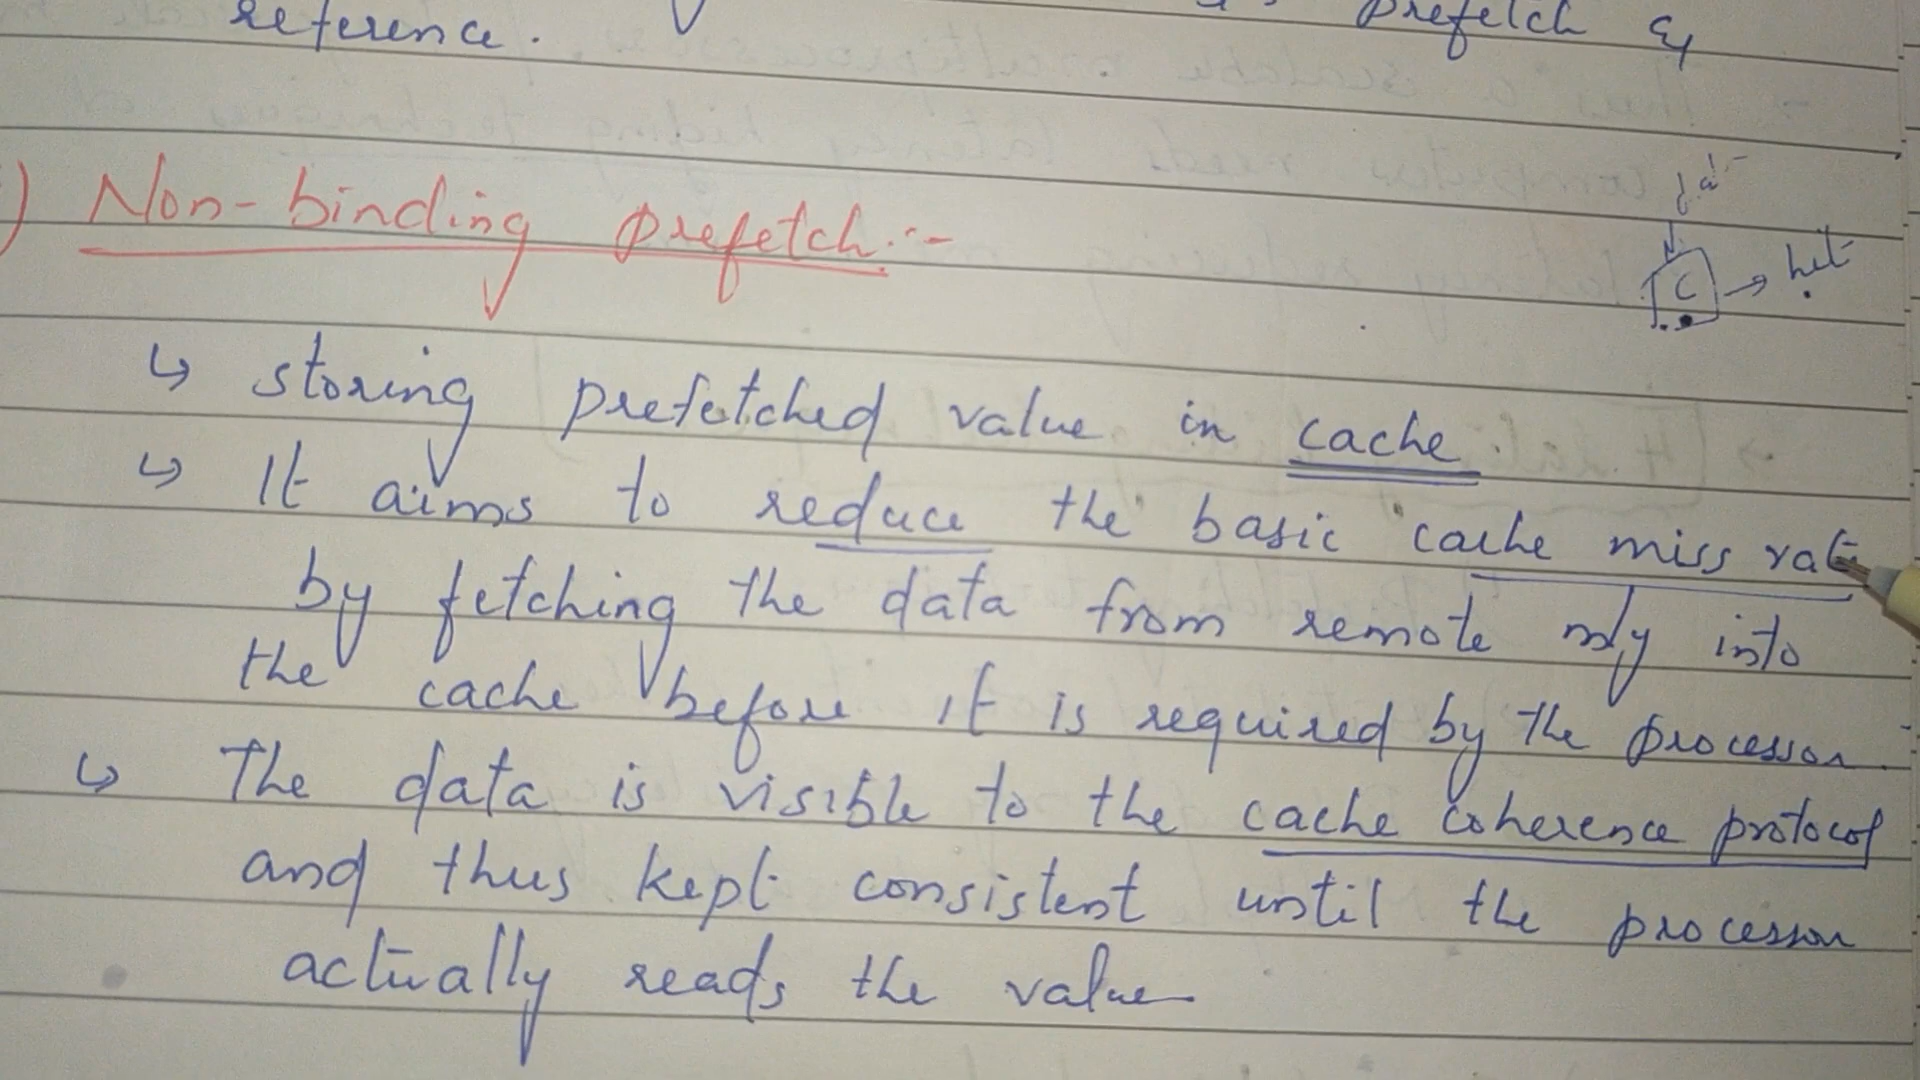 reference.
prefetch &
) Non-binding prefetch :-
C → hit
↳ storing prefetched value in cache.
↳ It aims to reduce the basic cache miss rate
by fetching the data from remote m/y into
the cache before it is required by the processor.
↳ The data is visible to the cache coherence protocol
and thus kept consistent until the processor
actually reads the value